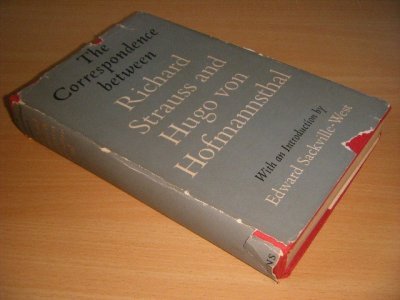 The
Correspondence
between
Richard
Strauss and
Hugo von
Hofmannsthal
With an Introduction by
Edward Sackville-West